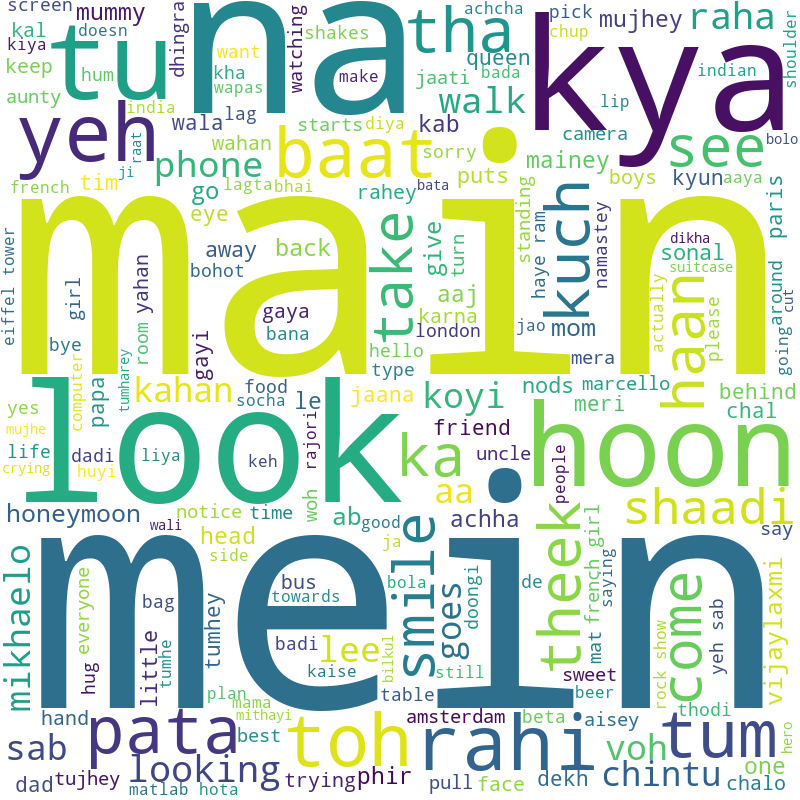 screen mummy
kal
kiya
keep hum
aunty
india
tu
na
dhingra
want
kha
wapas
shakes
watching
make
tha
jaati
queen
bada
achcha
doesn
chup
pick
mujhey
raha
indian
shoulder
kya
lip
camera
bolo
yeh
ji
raat
wala
lag
wahan
starts
diya
kab
walk
sorry
baat
see
mainey
boys
kyun
aaya
french
tim
phone
go
lagta
bhai
rahey
bata
puts
main
eiffel tower
girl
yahan
eye
away
bohot
back
take
give
turn
standing
haye ram
kuch
namastey
dikha
sonal
suitcase
paris
actually
please
going
around
cut
gaya
bana
aaj
karna
london
jao
mom
mera
haan
bye
computer
room
tumharey
gayi
hello
type
yes
mujhe
life
crying
papa
dadi
huyi
kahan
liya
food
socha
keh
le
rajori
jaana
koyi
nods
marcello
meri
behind
chal
look
hoon
friend
uncle
ka
aa
people
honeymoon
wali
notice
time
woh
ab
good
achha
shaadi
say
head
side
ja
mein
mikhaelo
everyone
hug
bag
little
tumhe
tumhey
bus
towards
badi
kaise
lee
bola
bilkul
smile
goes
doongi
still
de
theek
mat
french girl
saying
sweet
beer
rock show
come
yeh sab
thodi
vijaylaxmi
hand
plan
mama
mithayi
best
table
amsterdam
beta
aisey
sab
pata
toh
rahi
voh
tum
one
hero
dad
tujhey
looking
matlab hota
trying
phir
pull
face
dekh
chintu
chalo